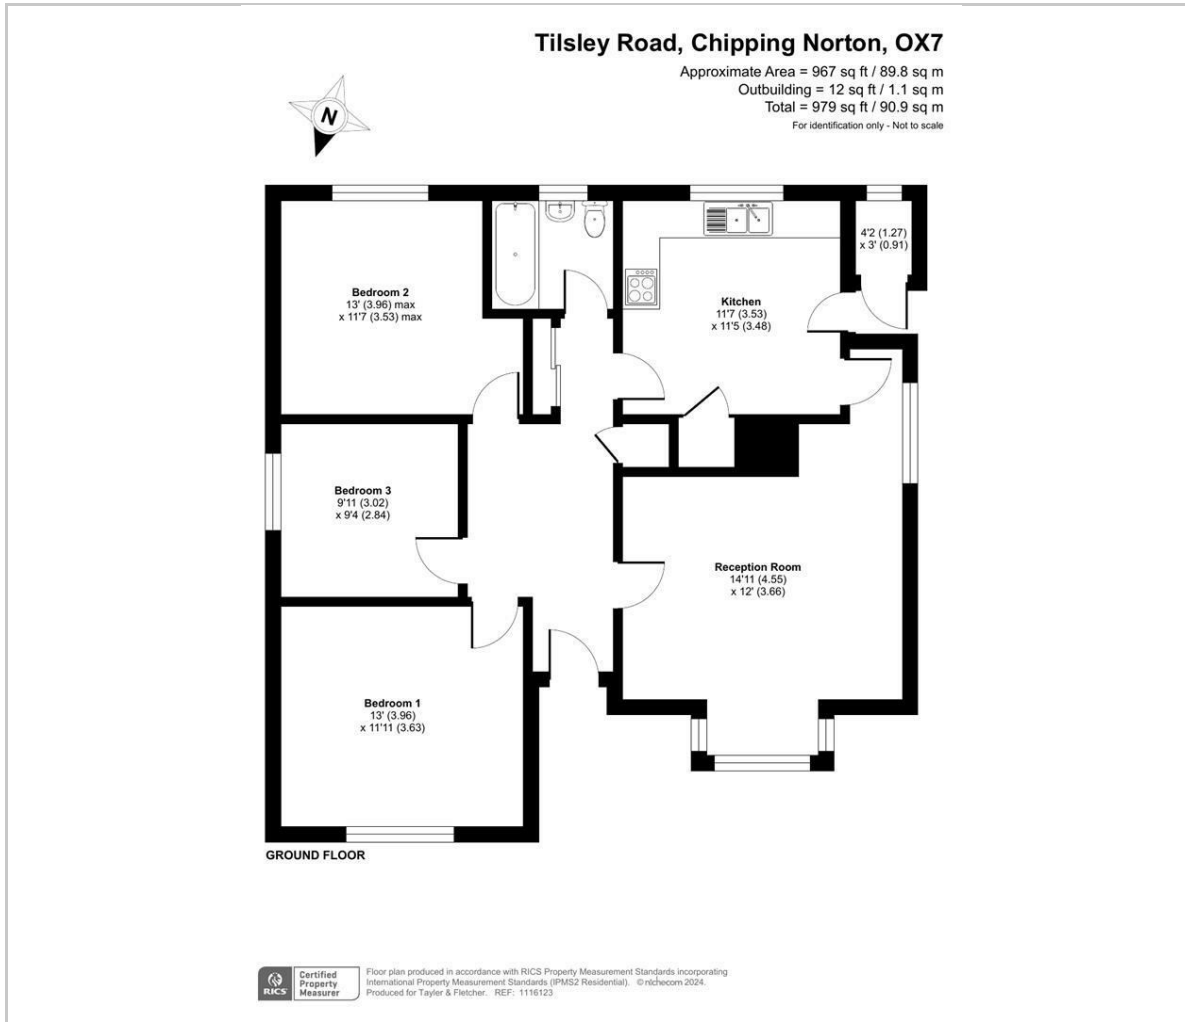 Tilsley Road, Chipping Norton, OX7
Approximate Area = 967 sq ft / 89.8 sq m
Outbuilding = 12 sq ft / 1.1 sq m
Total = 979 sq ft / 90.9 sq m
For identification only - Not to scale
N
4'2 (1.27)
x 3' (0.91)
Bedroom 2
13' (3.96) max
x 11'7 (3.53) max
Kitchen
11'7 (3.53)
x 11'5 (3.48)
Bedroom 3
9'11 (3.02)
x 9'4 (2.84)
Reception Room
14'11 (4.55)
x 12' (3.66)
Bedroom 1
13' (3.96)
x 11'11 (3.63)
GROUND FLOOR
RICS
Certified
Property
Measurer
Floor plan produced in accordance with RICS Property Measurement Standards incorporating
International Property Measurement Standards (IPMS2 Residential). © nichecom 2024.
Produced for Tayler & Fletcher. REF: 1116123